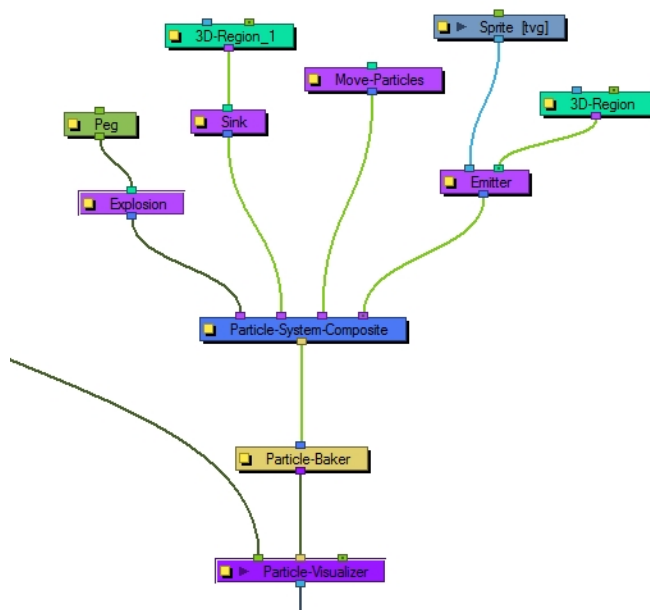 Sprite [tvg]
3D-Region_1
Move-Particles
3D-Region
Peg
Sink
Emitter
Explosion
Particle-System-Composite
Particle-Baker
Particle-Visualizer